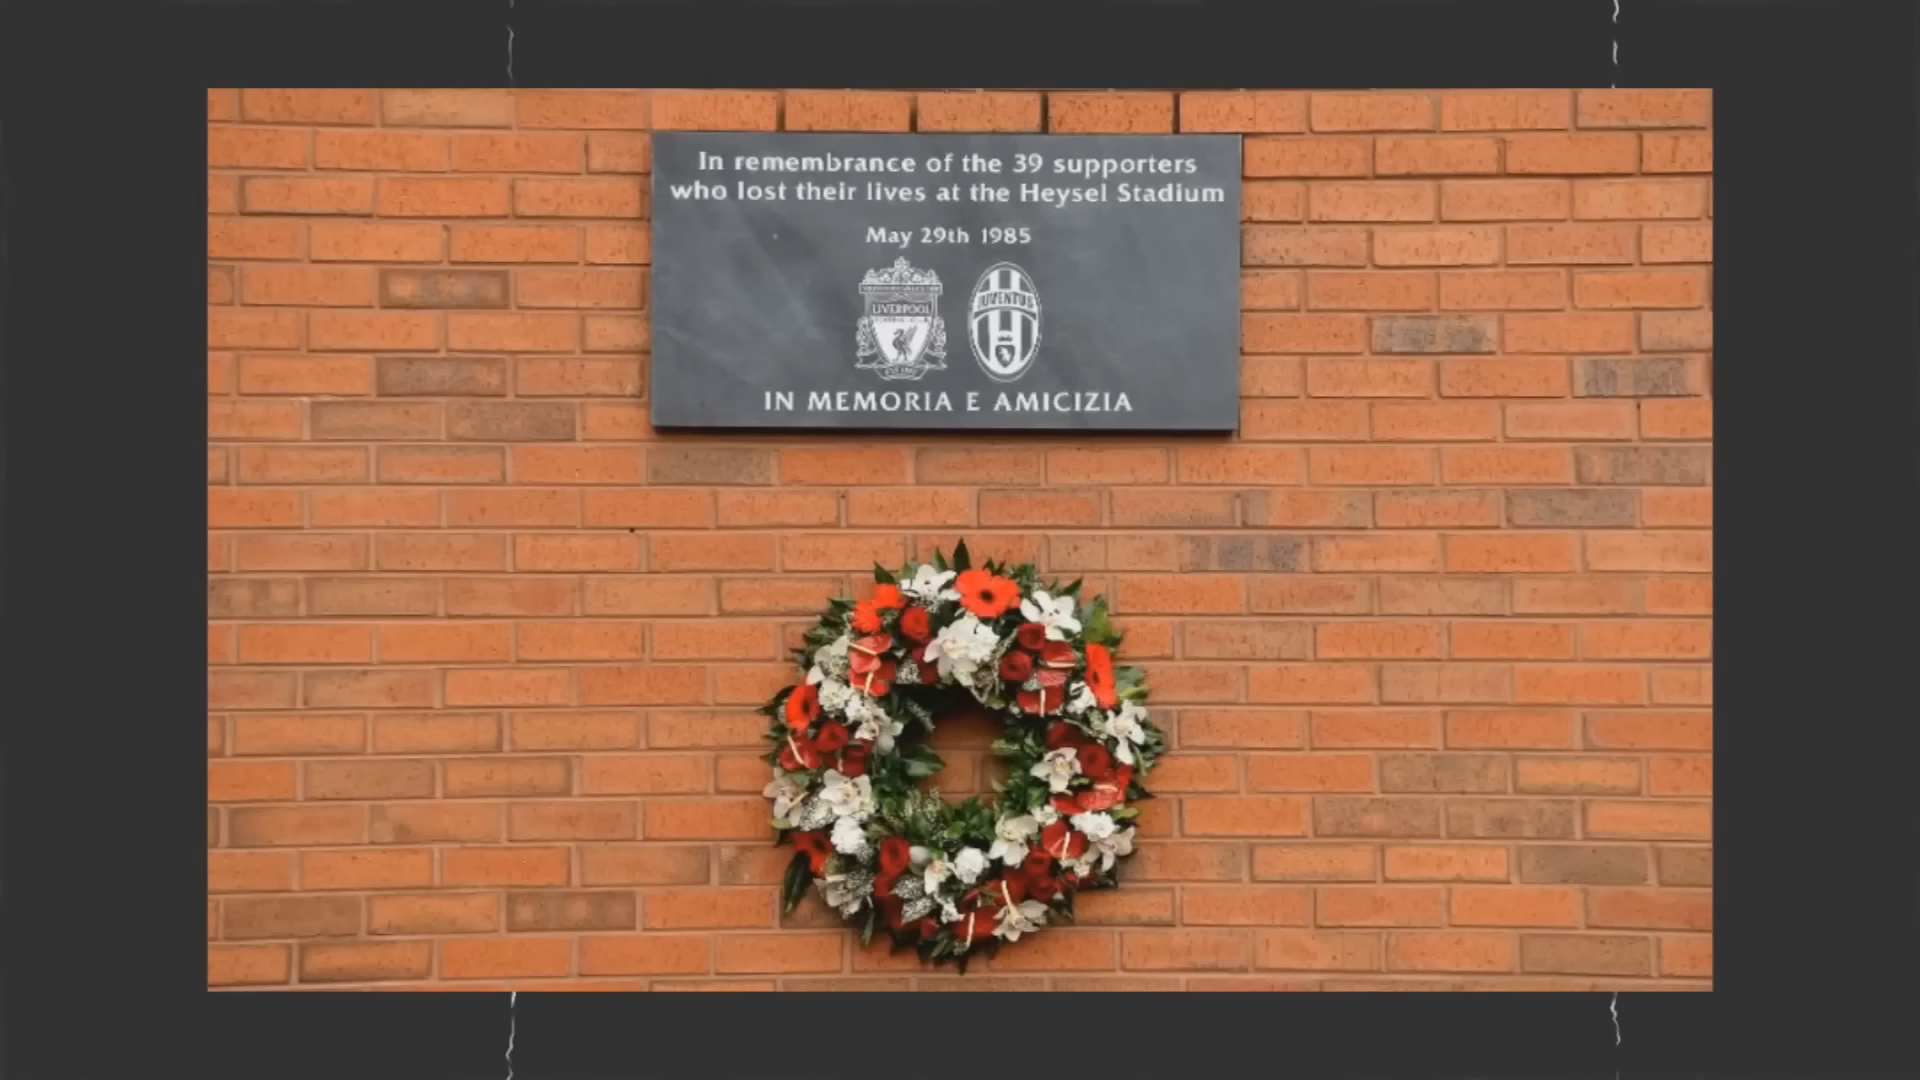 In remembrance of the 39 supporters
who lost their lives at the Heysel Stadium
May 29th 1985
LIVERPOOL
JUVENTUS
IN MEMORIA E AMICIZIA